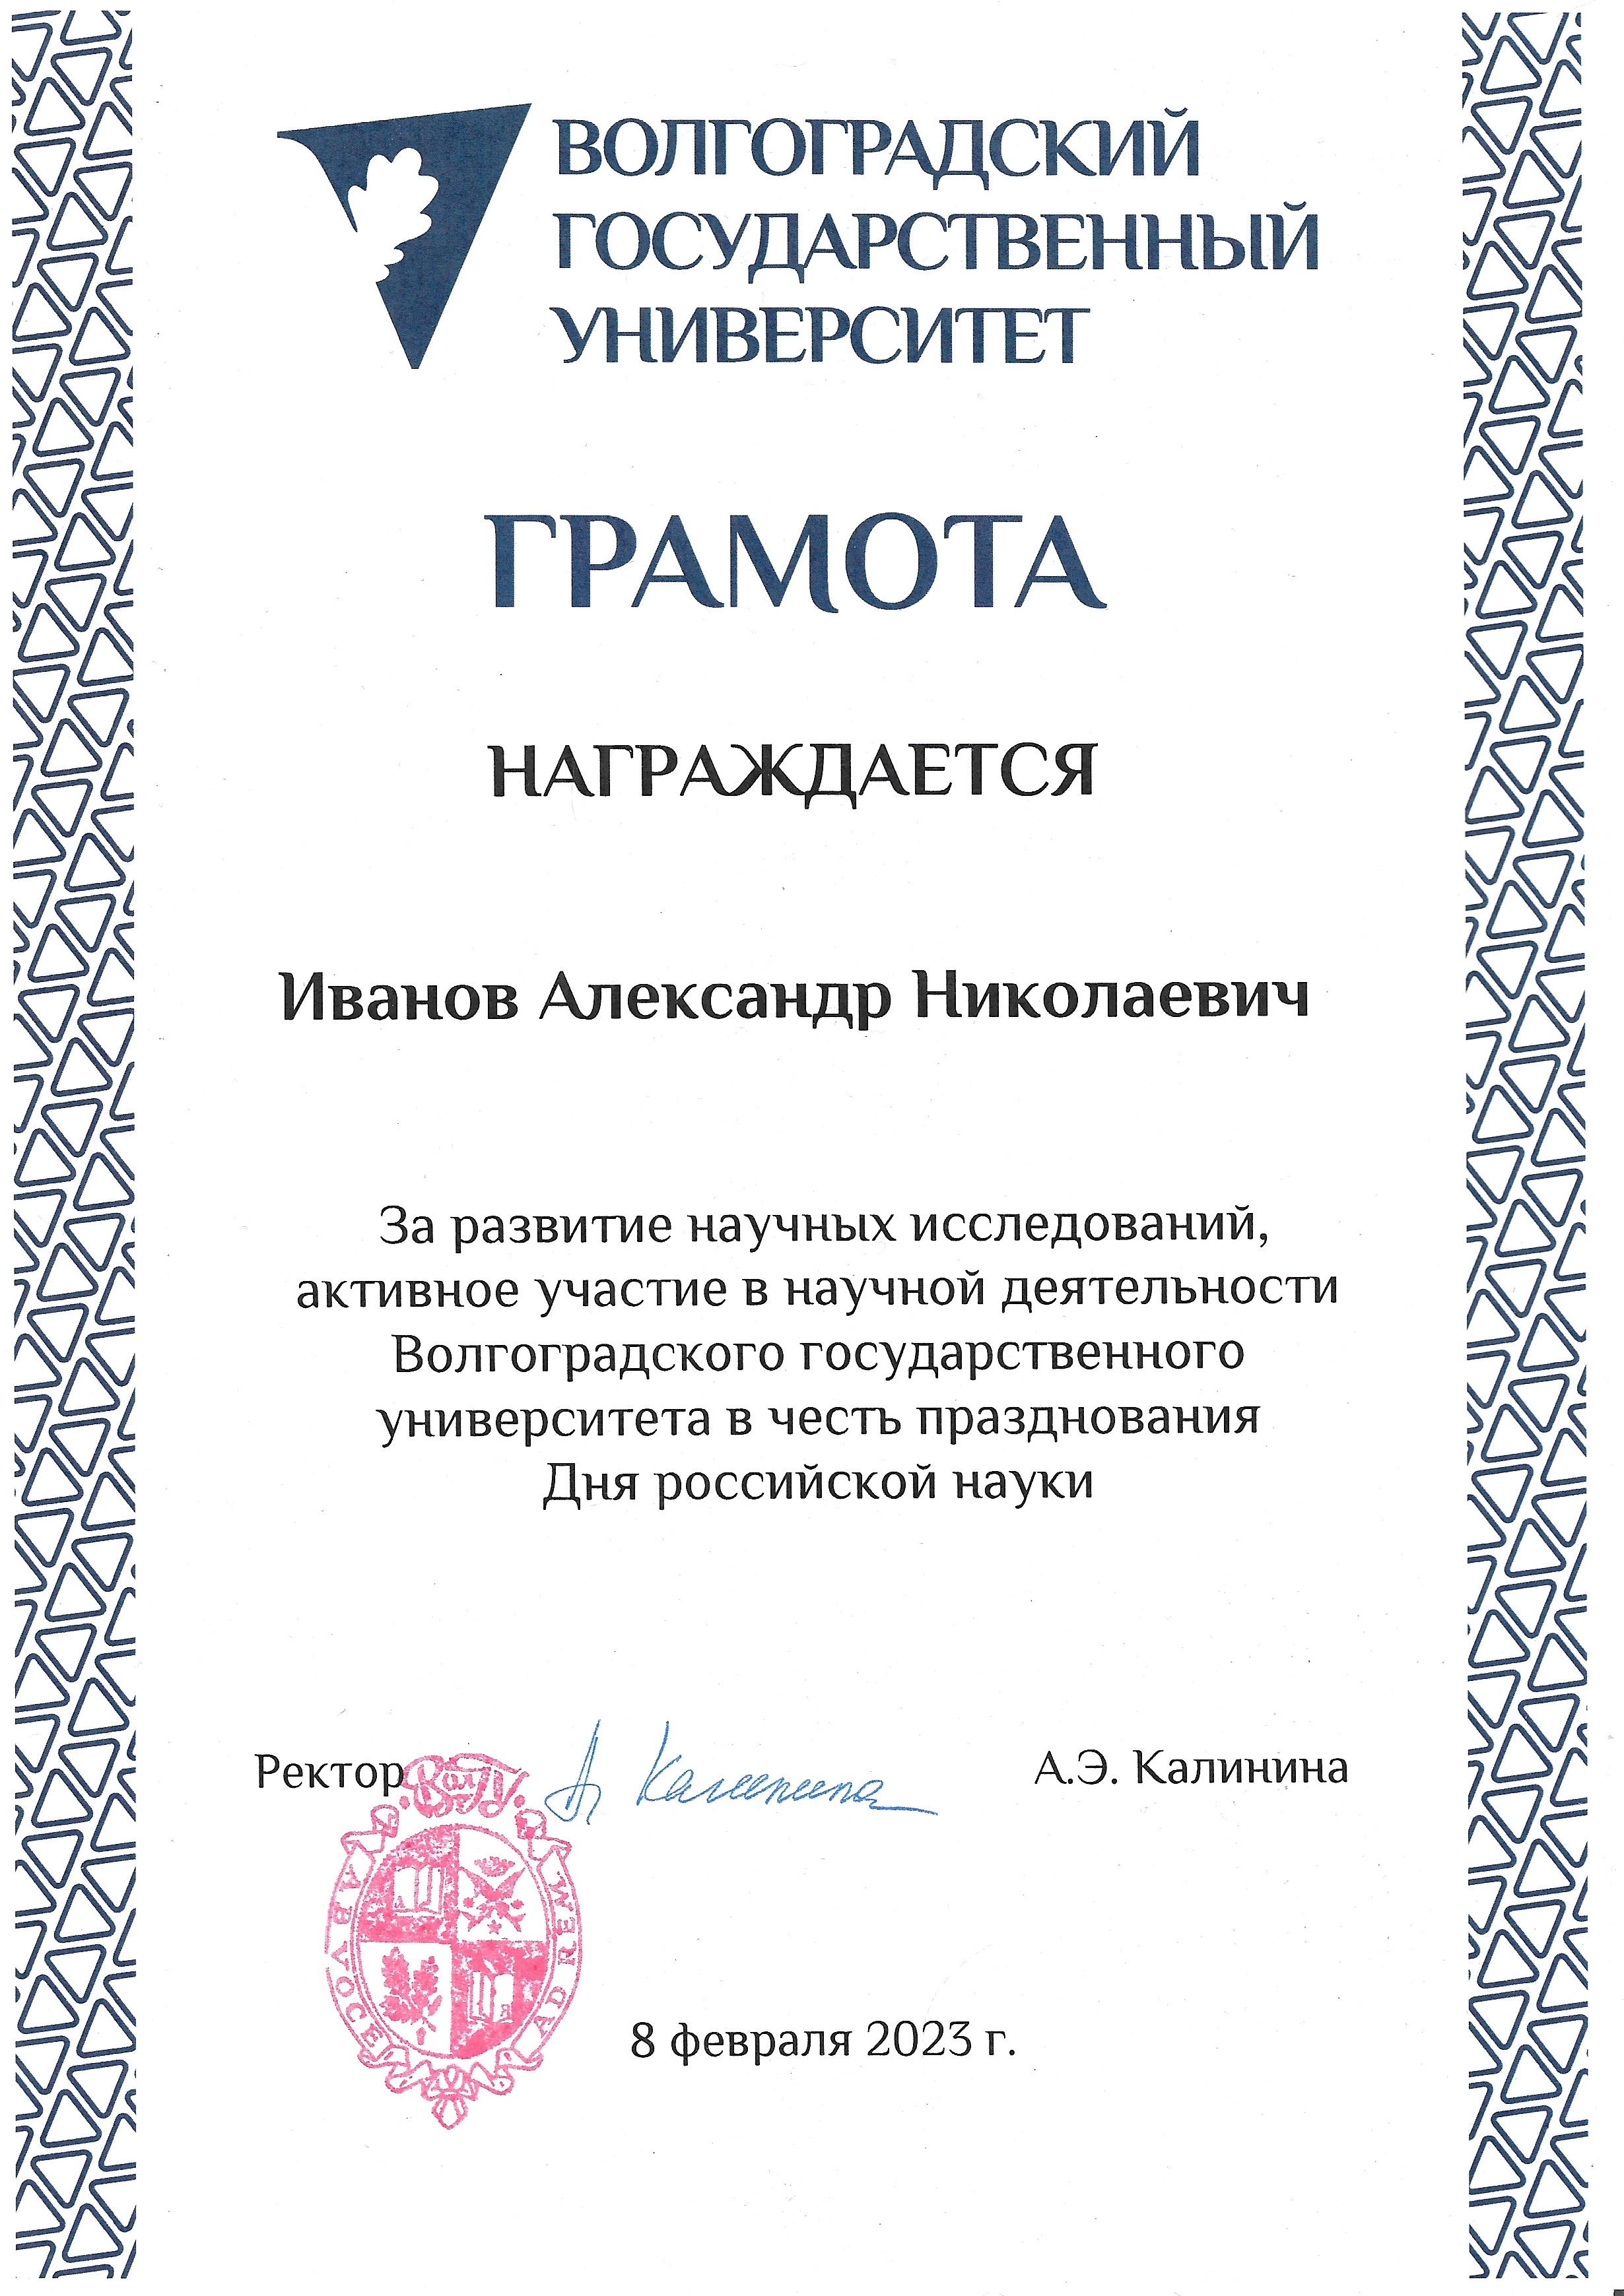 ВОЛГОГРАДСКИЙ
ГОСУДАРСТВЕННЫЙ
УНИВЕРСИТЕТ
ГРАМОТА
НАГРАЖДАЕТСЯ
Иванов Александр Николаевич
За развитие научных исследований,
активное участие в научной деятельности
Волгоградского государственного
университета в честь празднования
Дня российской науки
Ректор
А Калинина
А.Э. Калинина
ВолГУ
AB VOCE AD REM
А
Я
8 февраля 2023 г.